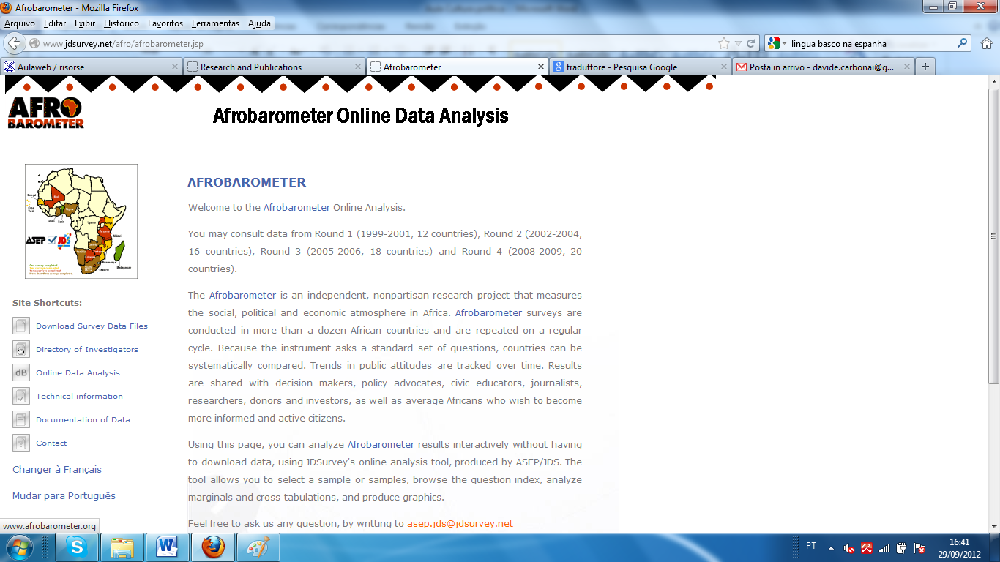 Afrobarometer - Mozilla Firefox
Arquivo Editar Exibir Histórico Favoritos Ferramentas Ajuda
www.jdsurvey.net/afro/afrobarometer.jsp
lingua basco na espanha
Aulaweb / risorse
Research and Publications
Afrobarometer
traduttore - Pesquisa Google
Posta in arrivo - davide.carbonai@g...
AFRO
BAROMETER
Afrobarometer Online Data Analysis
Mali
Uganda
Kenya
Tanzania
Malawi
Mozambique
Madagascar
Lesotho
South Africa
ASEP JDS
AFROBAROMETER
Welcome to the Afrobarometer Online Analysis.
You may consult data from Round 1 (1999-2001, 12 countries), Round 2 (2002-2004,
16 countries), Round 3 (2005-2006, 18 countries) and Round 4 (2008-2009, 20
countries).
The Afrobarometer is an independent, nonpartisan research project that measures
the social, political and economic atmosphere in Africa. Afrobarometer surveys are
conducted in more than a dozen African countries and are repeated on a regular
cycle. Because the instrument asks a standard set of questions, countries can be
systematically compared. Trends in public attitudes are tracked over time. Results
are shared with decision makers, policy advocates, civic educators, journalists,
researchers, donors and investors, as well as average Africans who wish to become
more informed and active citizens.
Using this page, you can analyze Afrobarometer results interactively without having
to download data, using JDSurvey's online analysis tool, produced by ASEP/JDS. The
tool allows you to select a sample or samples, browse the question index, analyze
marginals and cross-tabulations, and produce graphics.
Feel free to ask us any question, by writting to asep.jds@jdsurvey.net
Site Shortcuts:
Download Survey Data Files
Directory of Investigators
dB Online Data Analysis
Technical information
Documentation of Data
Contact
Changer à Français
Mudar para Português
www.afrobarometer.org
PT
16:41
29/09/2012